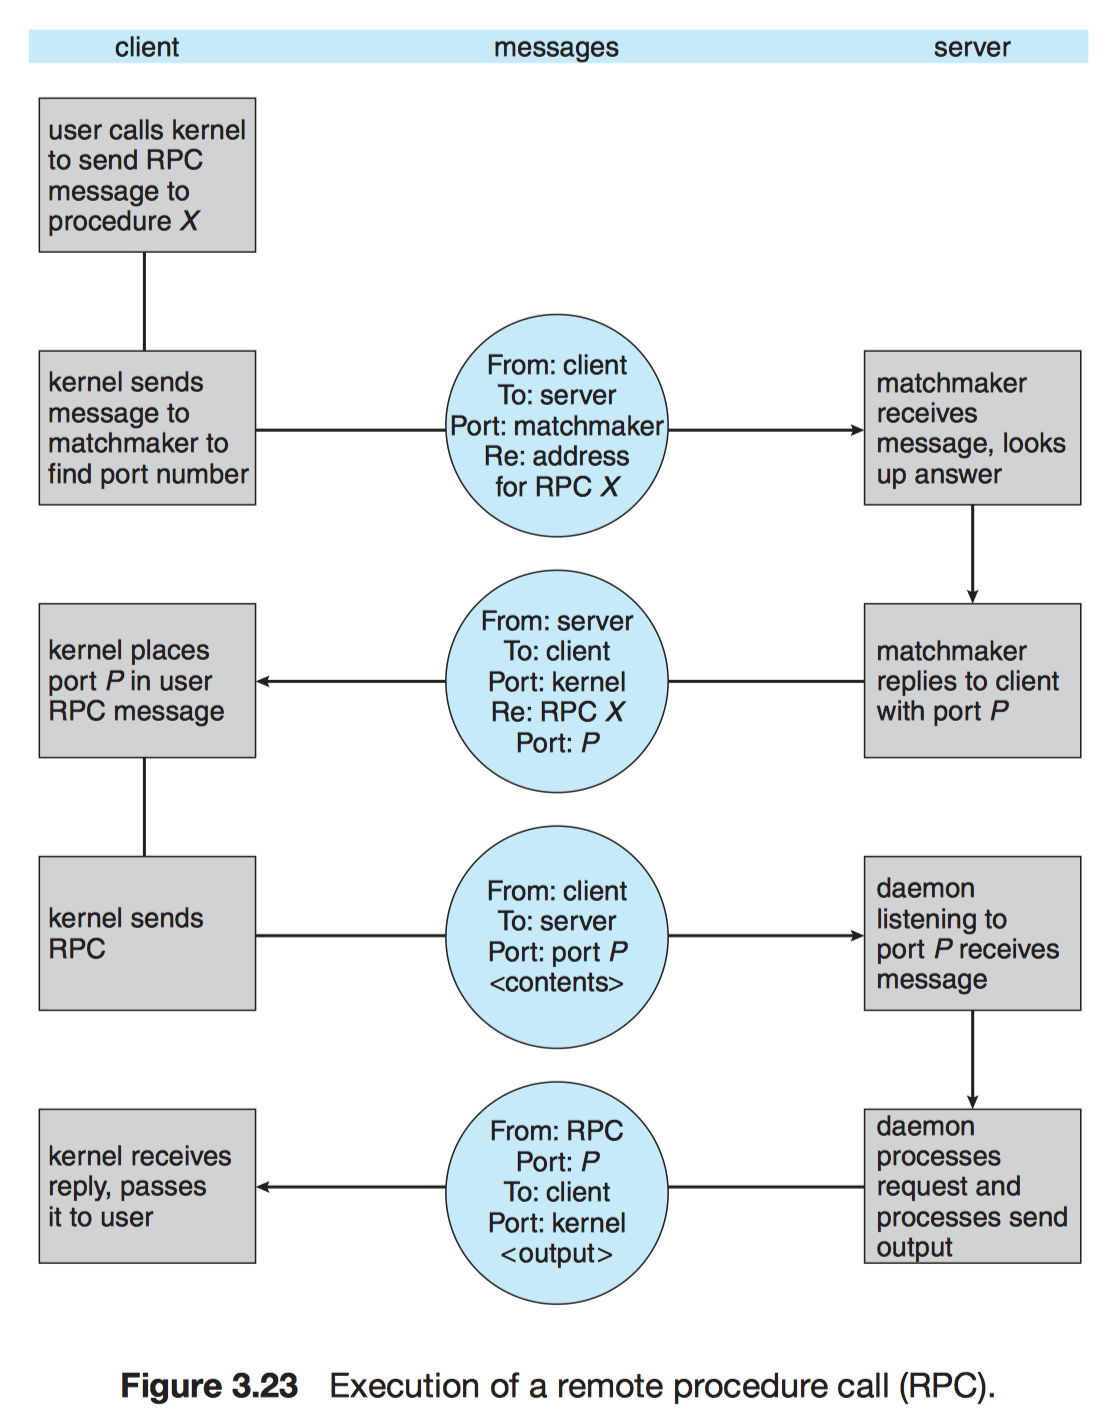 client messages server
user calls kernel
to send RPC
message to
procedure X
kernel sends
message to
matchmaker to
find port number
From: client
To: server
Port: matchmaker
Re: address
for RPC X
matchmaker
receives
message, looks
up answer
kernel places
port P in user
RPC message
From: server
To: client
Port: kernel
Re: RPC X
Port: P
matchmaker
replies to client
with port P
kernel sends
RPC
From: client
To: server
Port: port P
<contents>
daemon
listening to
port P receives
message
kernel receives
reply, passes
it to user
From: RPC
Port: P
To: client
Port: kernel
<output>
daemon
processes
request and
processes send
output
Figure 3.23 Execution of a remote procedure call (RPC).